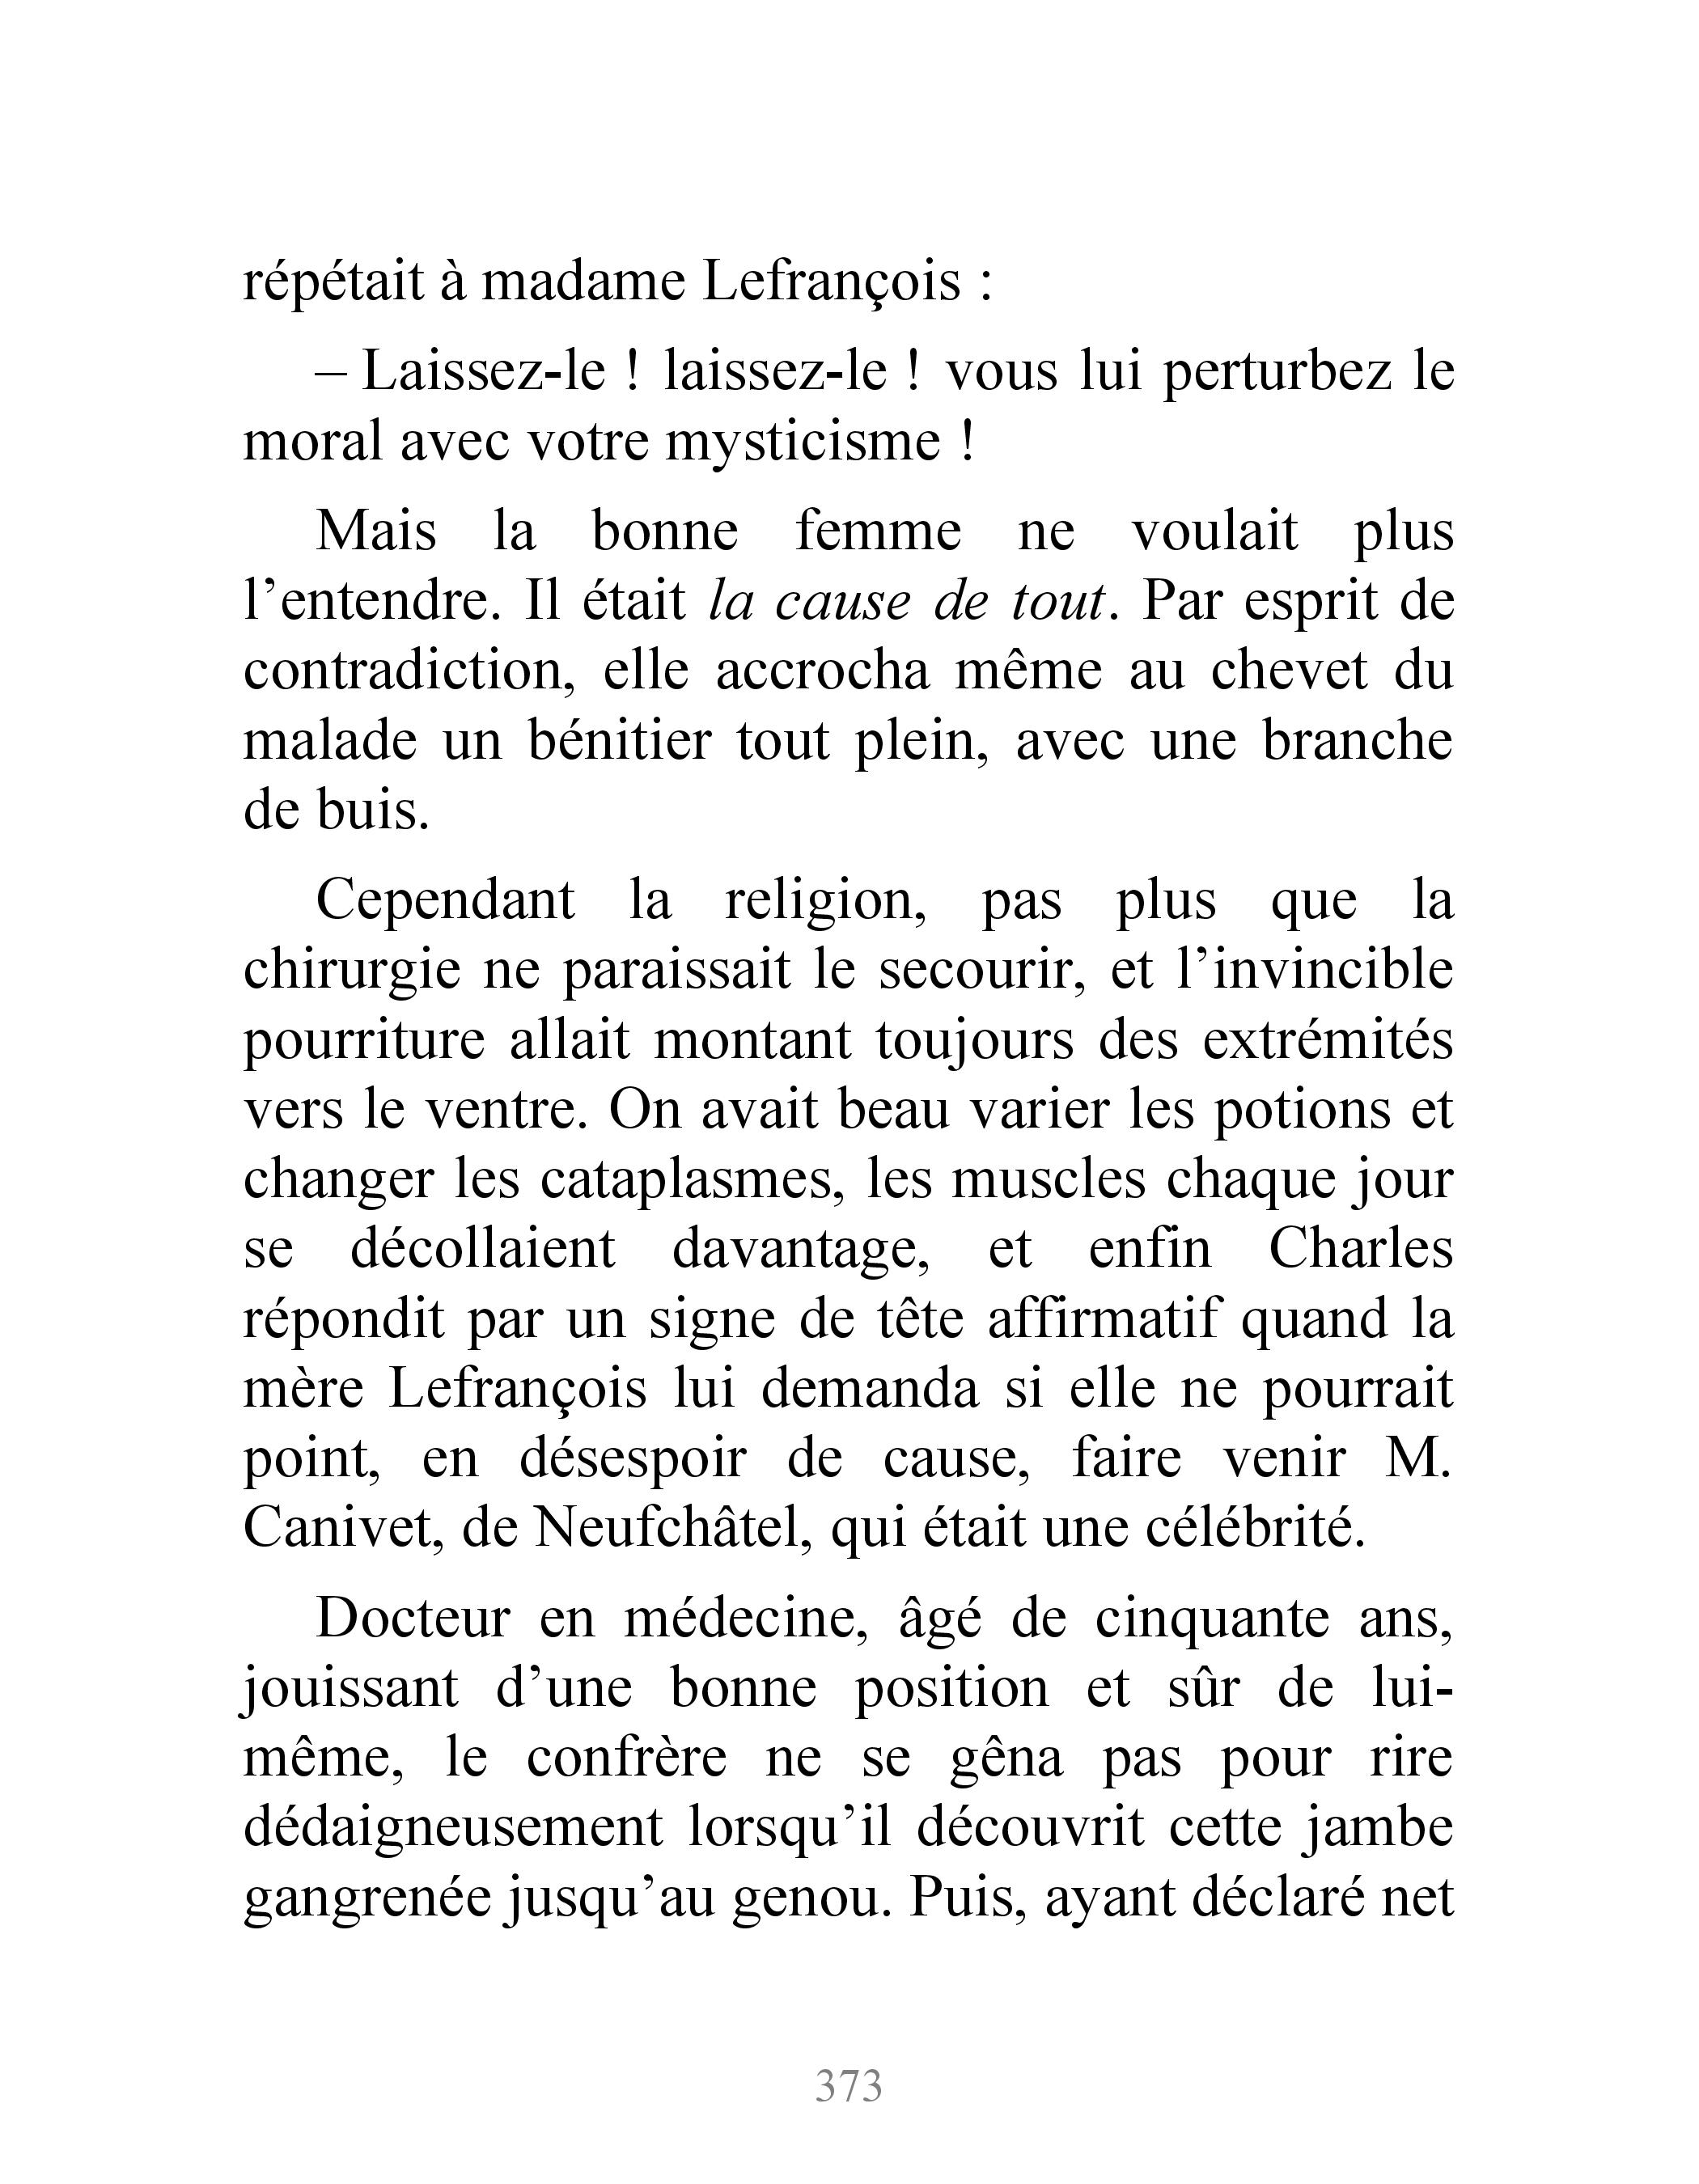 répétait à madame Lefrançois :
– Laissez-le ! laissez-le ! vous lui perturbez le
moral avec votre mysticisme !
Mais la bonne femme ne voulait plus
l’entendre. Il était la cause de tout. Par esprit de
contradiction, elle accrocha même au chevet du
malade un bénitier tout plein, avec une branche
de buis.
Cependant la religion, pas plus que la
chirurgie ne paraissait le secourir, et l’invincible
pourriture allait montant toujours des extrémités
vers le ventre. On avait beau varier les potions et
changer les cataplasmes, les muscles chaque jour
se décollaient davantage, et enfin Charles
répondit par un signe de tête affirmatif quand la
mère Lefrançois lui demanda si elle ne pourrait
point, en désespoir de cause, faire venir M.
Canivet, de Neufchâtel, qui était une célébrité.
Docteur en médecine, âgé de cinquante ans,
jouissant d’une bonne position et sûr de lui-
même, le confrère ne se gêna pas pour rire
dédaigneusement lorsqu’il découvrit cette jambe
gangrenée jusqu’au genou. Puis, ayant déclaré net
373